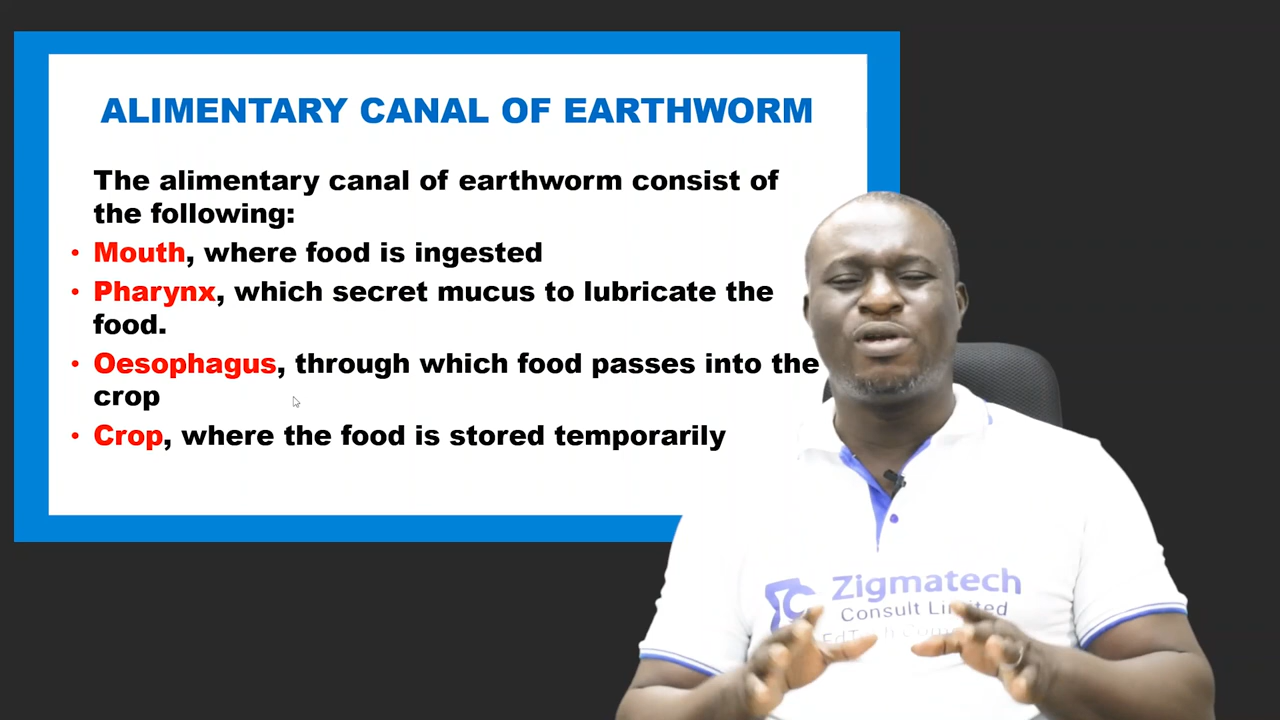 ALIMENTARY CANAL OF EARTHWORM
The alimentary canal of earthworm consist of
the following:
• Mouth, where food is ingested
• Pharynx, which secret mucus to lubricate the
food.
• Oesophagus, through which food passes into the
crop
• Crop, where the food is stored temporarily
Zigmatech
Consult Limited